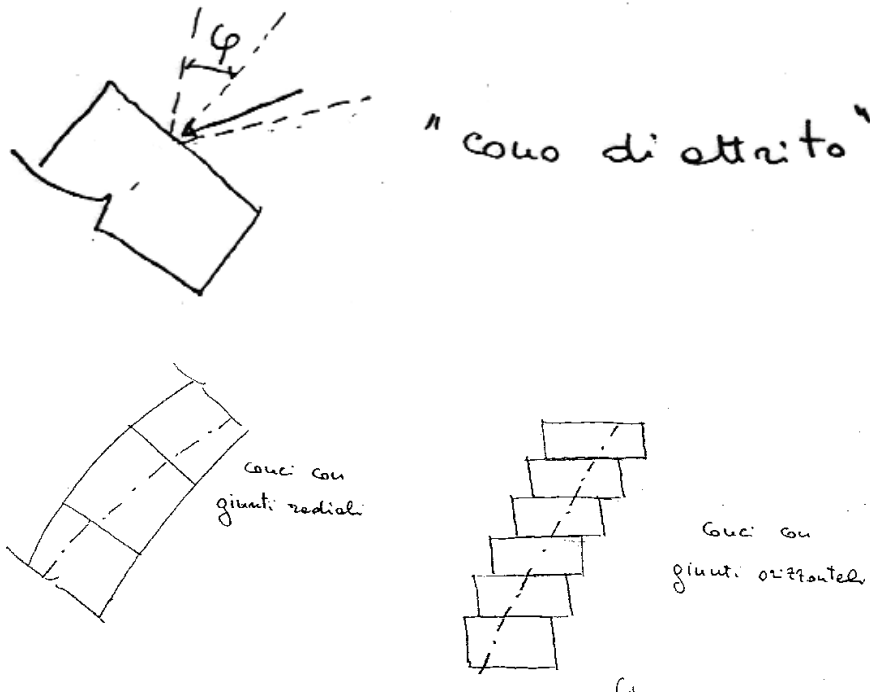 φ
"cono di attrito"
conci con
giunti radiali
conci con
giunti orizzontali